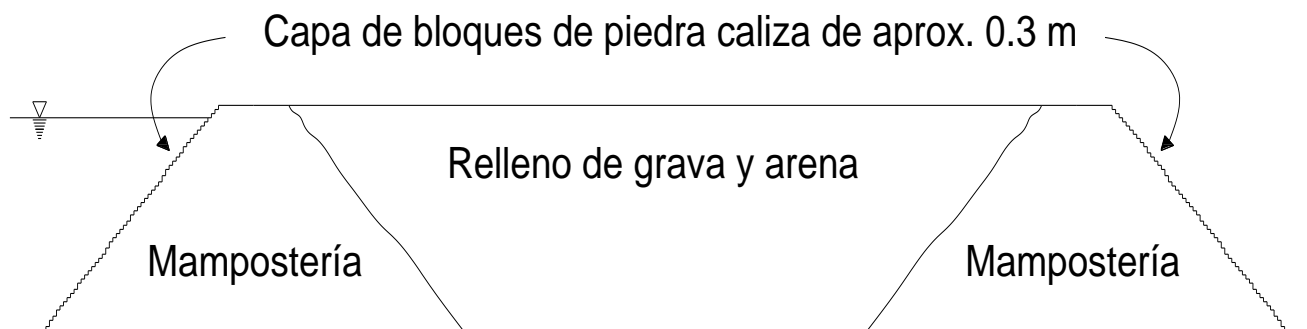 Capa de bloques de piedra caliza de aprox. 0.3 m
Relleno de grava y arena
Mampostería
Mampostería